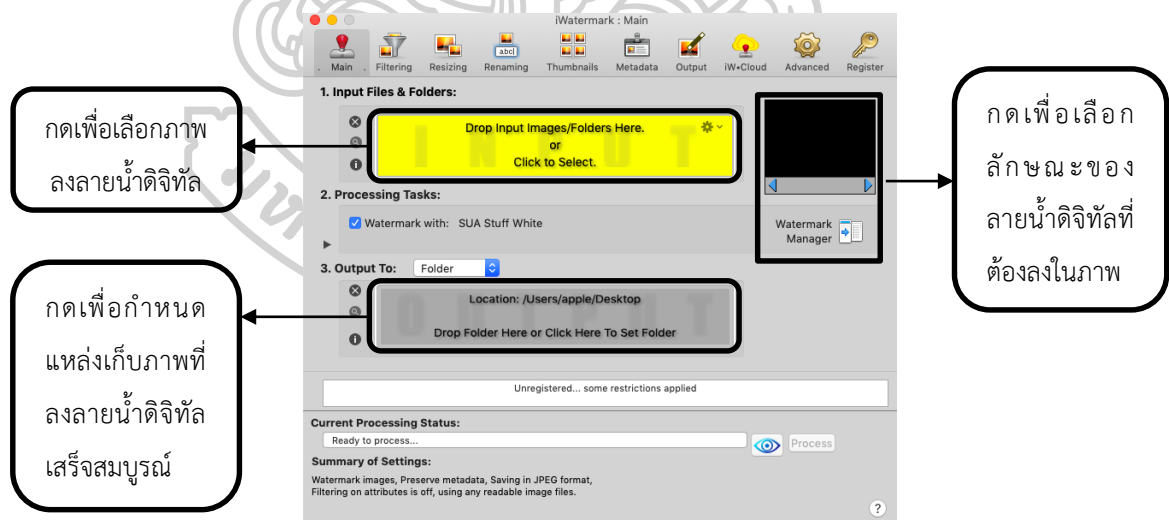 iWatermark : Main
Main
Filtering
Resizing
abc
Renaming
Thumbnails
Metadata
Output
iW•Cloud
Advanced
Register
1. Input Files & Folders:
INPUT
Drop Input Images/Folders Here.
or
Click to Select.
2. Processing Tasks:
Watermark with: SUA Stuff White
Watermark
Manager
3. Output To: Folder
OUTPUT
Location: /Users/apple/Desktop
Drop Folder Here or Click Here To Set Folder
Unregistered... some restrictions applied
Current Processing Status:
Ready to process...
Process
Summary of Settings:
Watermark images, Preserve metadata, Saving in JPEG format,
Filtering on attributes is off, using any readable image files.
?
กดเพื่อเลือกภาพ
ลงลายน้ำดิจิทัล
กดเพื่อกำหนด
แหล่งเก็บภาพที่
ลงลายน้ำดิจิทัล
เสร็จสมบูรณ์
กดเพื่อเลือก
ลักษณะของ
ลายน้ำดิจิทัลที่
ต้องลงในภาพ